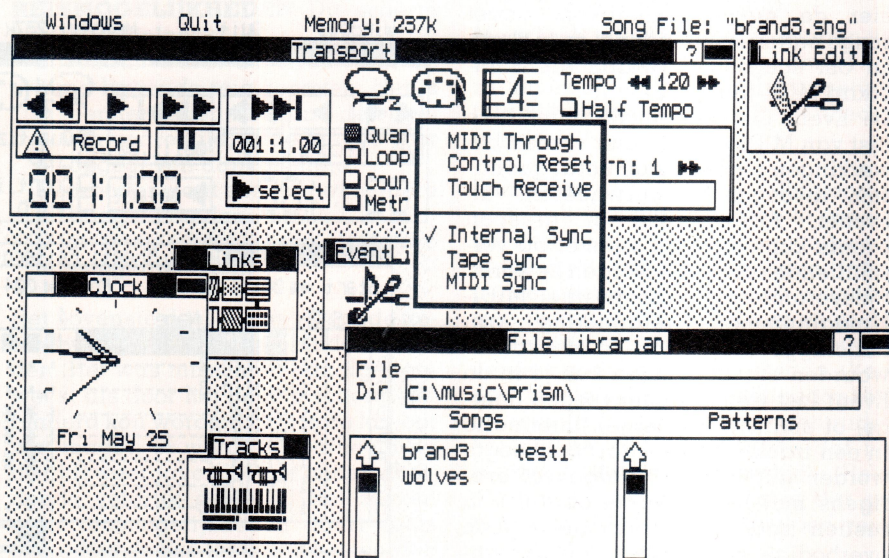 Windows Quit Memory: 237k Song File: "brand3.sng"
Transport ?
Link Edit
z 4 Tempo 120
Half Tempo
Record 001:1.00
001:1.00 select
Quan
Loop
Coun
Metr
n: 1
MIDI Through
Control Reset
Touch Receive
✓ Internal Sync
Tape Sync
MIDI Sync
Links
EventLi
Clock
Fri May 25
Tracks
File Librarian ?
File
Dir C:\music\prism\
Songs Patterns
brand3 test1
wolves